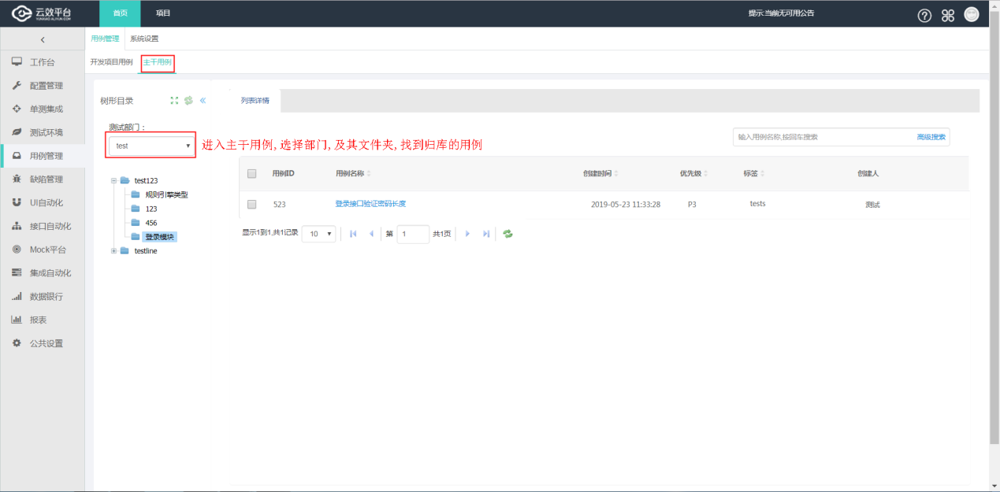 云效平台
YUNXIAO.ALIYUN.COM
首页
项目
提示:当前无可用公告
用例管理
系统设置
开发项目用例
主干用例
工作台
配置管理
单测集成
测试环境
用例管理
缺陷管理
UI自动化
接口自动化
Mock平台
集成自动化
数据银行
报表
公共设置
树形目录
测试部门：
test
test123
规则引擎类型
123
456
登录模块
testline
进入主干用例, 选择部门, 及其文件夹, 找到归库的用例
列表详情
输入用例名称,按回车搜索
高级搜索
用例ID 用例名称 创建时间 优先级 标签 创建人
523 登录接口验证密码长度 2019-05-23 11:33:28 P3 tests 测试
显示1到1,共1记录 10 第 1 共1页